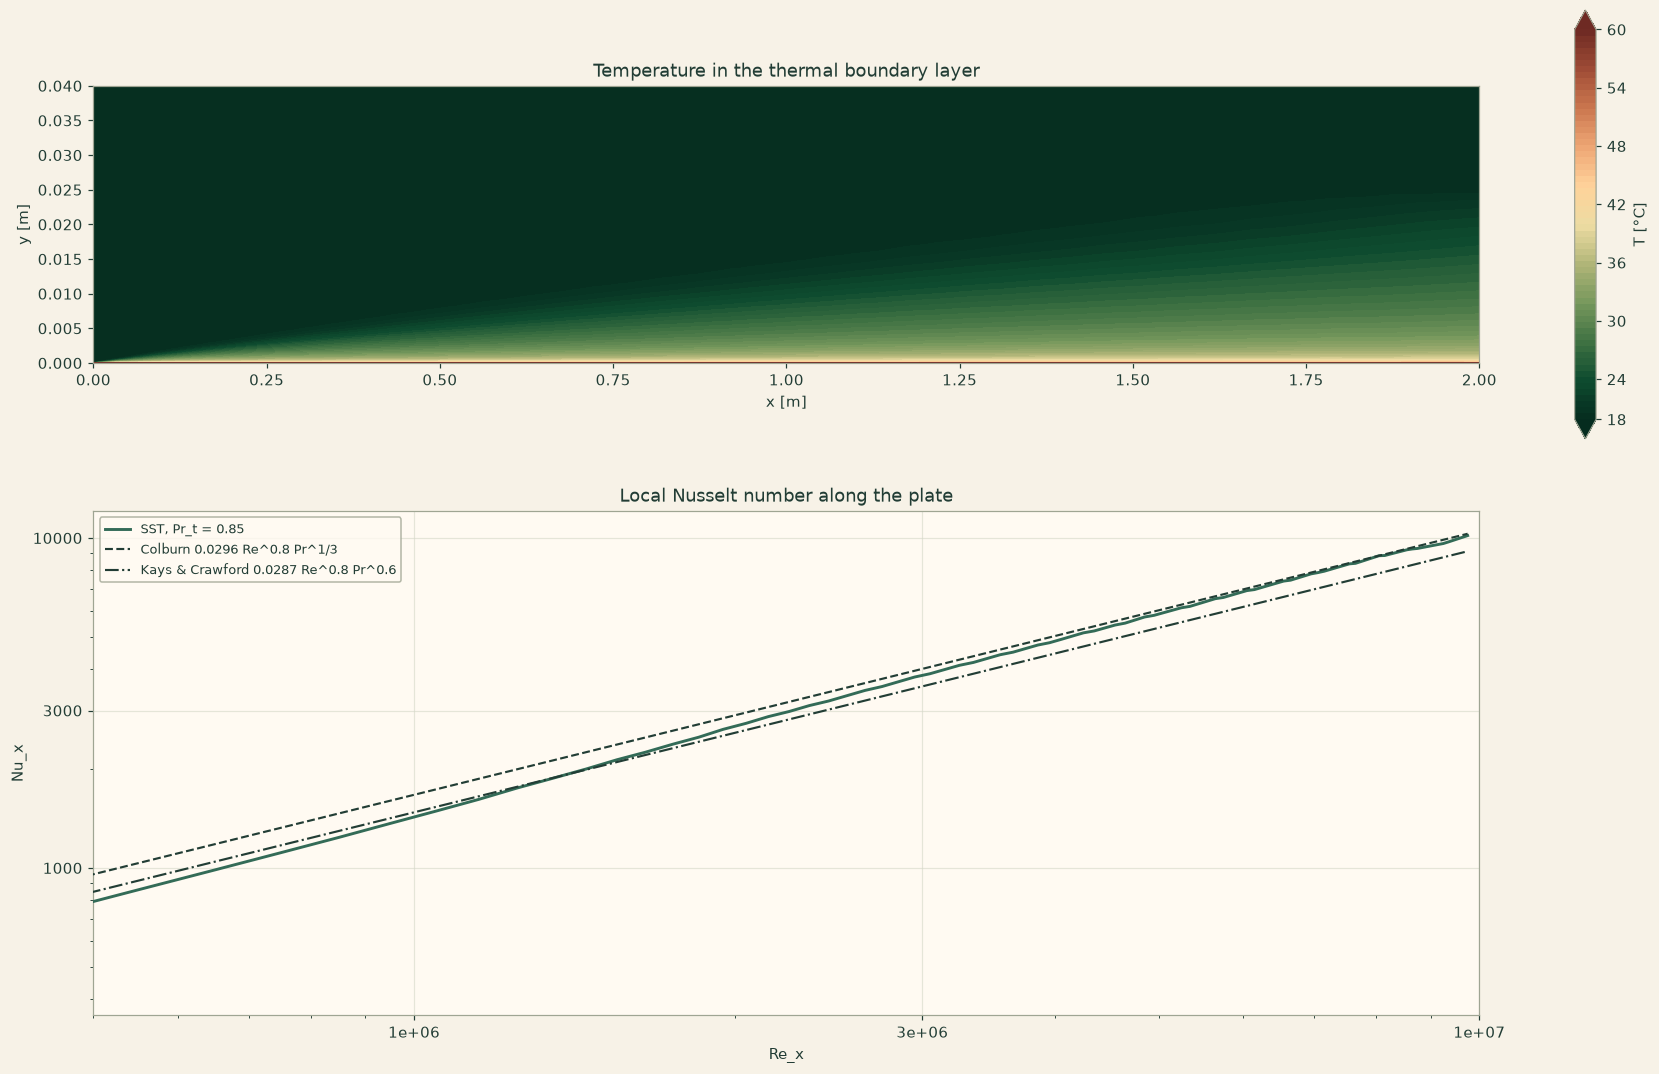 Temperature in the thermal boundary layer
0.040
0.035
0.030
0.025
0.020
0.015
0.010
0.005
0.000
y [m]
0.00 0.25 0.50 0.75 1.00 1.25 1.50 1.75 2.00
x [m]
60
54
48
42
36
30
24
18
T [°C]
Local Nusselt number along the plate
SST, Pr_t = 0.85
Colburn 0.0296 Re^0.8 Pr^1/3
Kays & Crawford 0.0287 Re^0.8 Pr^0.6
10000
3000
1000
Nu_x
1e+06 3e+06 1e+07
Re_x